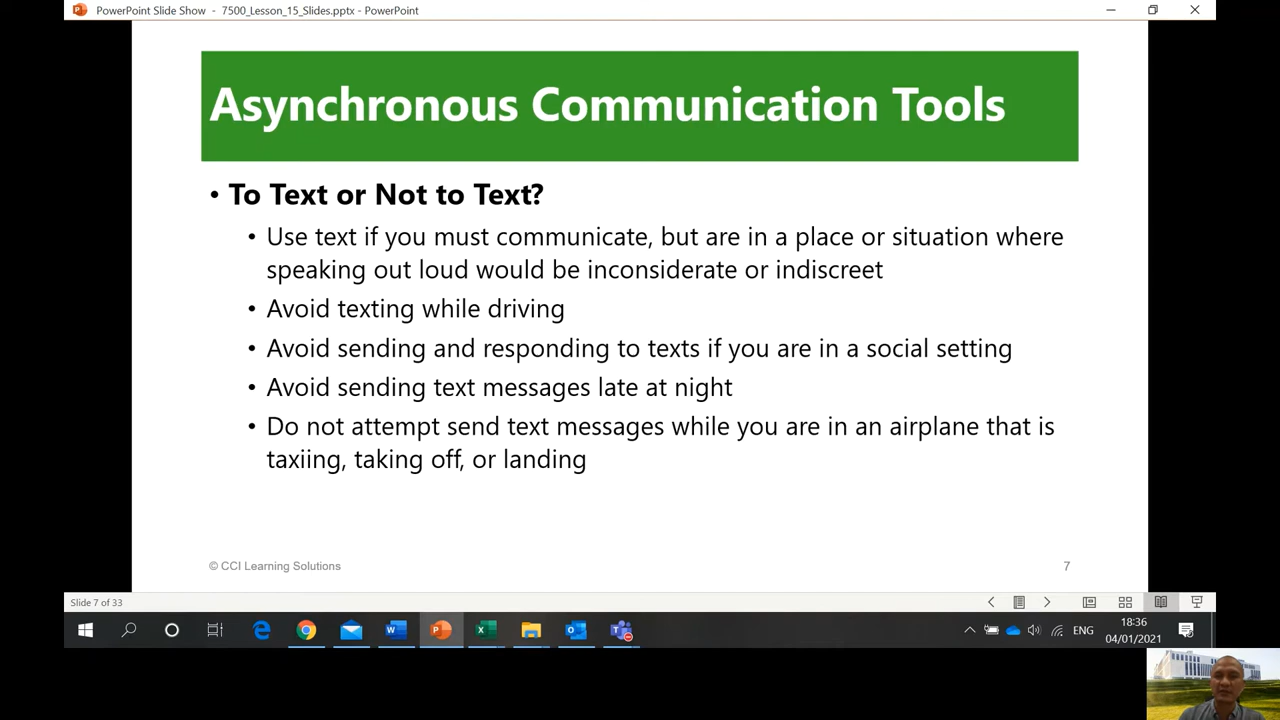 PowerPoint Slide Show - 7500_Lesson_15_Slides.pptx - PowerPoint
Asynchronous Communication Tools
• To Text or Not to Text?
• Use text if you must communicate, but are in a place or situation where
speaking out loud would be inconsiderate or indiscreet
• Avoid texting while driving
• Avoid sending and responding to texts if you are in a social setting
• Avoid sending text messages late at night
• Do not attempt send text messages while you are in an airplane that is
taxiing, taking off, or landing
© CCI Learning Solutions
7
Slide 7 of 33
ENG
18:36
04/01/2021